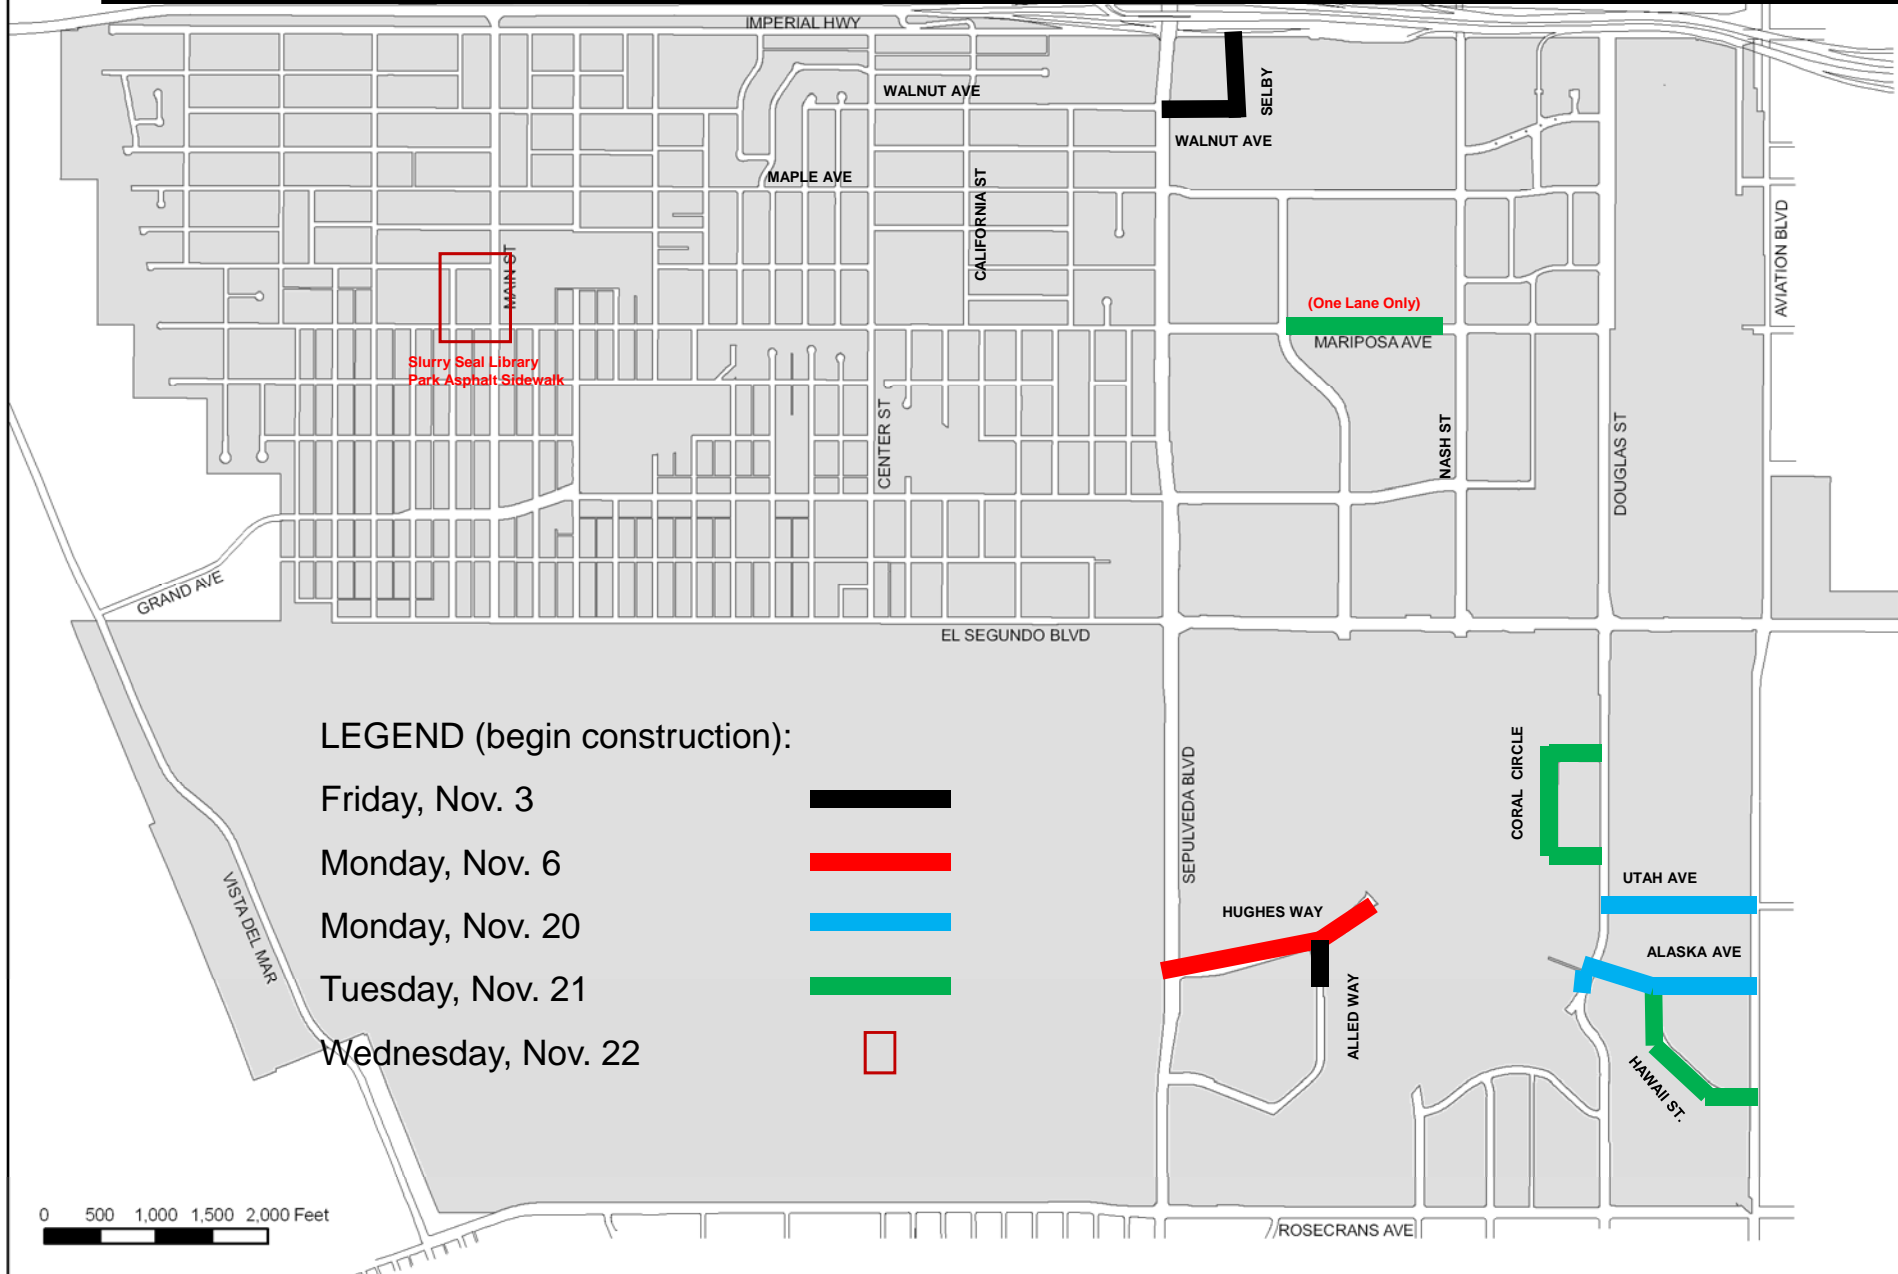 IMPERIAL HWY
WALNUT AVE
SELBY
WALNUT AVE
MAPLE AVE
CALIFORNIA ST
AVIATION BLVD
MAIN ST
(One Lane Only)
MARIPOSA AVE
Slurry Seal Library
Park Asphalt Sidewalk
CENTER ST
NASH ST
DOUGLAS ST
GRAND AVE
EL SEGUNDO BLVD
LEGEND (begin construction):
Friday, Nov. 3
Monday, Nov. 6
Monday, Nov. 20
Tuesday, Nov. 21
Wednesday, Nov. 22
SEPULVEDA BLVD
CORAL CIRCLE
UTAH AVE
VISTA DEL MAR
HUGHES WAY
ALASKA AVE
ALLED WAY
HAWAII ST.
0 500 1,000 1,500 2,000 Feet
ROSECRANS AVE